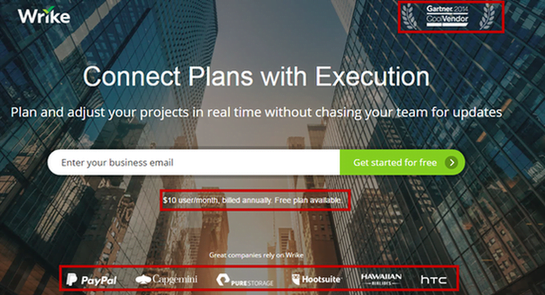 Wrike
Gartner 2014
Cool Vendor
Connect Plans with Execution
Plan and adjust your projects in real time without chasing your team for updates
Enter your business email
Get started for free
$10 user/month, billed annually. Free plan available.
Great companies rely on Wrike
PayPal Capgemini PURESTORAGE Hootsuite HAWAIIAN AIRLINES hTC